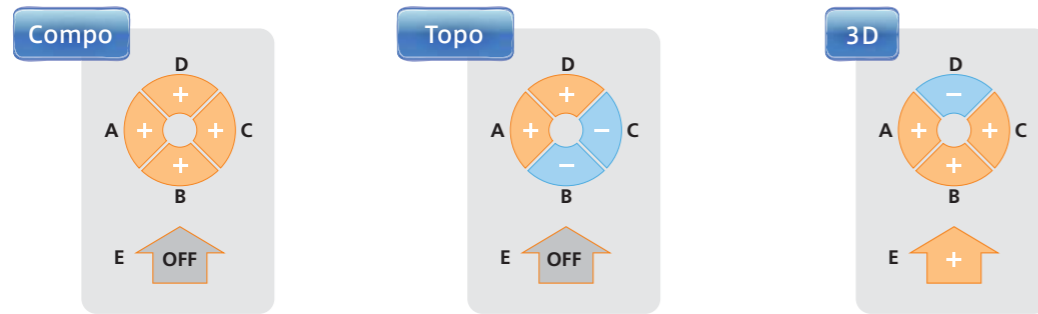 Compo
D
+
A + + C
+
B
E OFF
Topo
D
+
A + − C
−
B
E OFF
3D
D
−
A + + C
+
B
E +